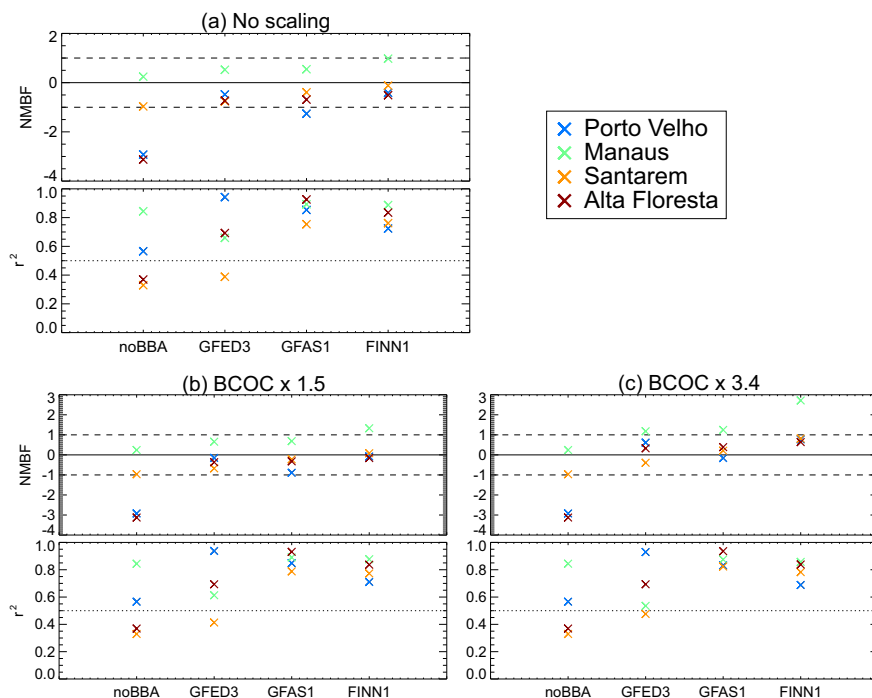 (a) No scaling
2
0
-2
-4
NMBF
1.0
0.8
0.6
0.4
0.2
0.0
r²
noBBA GFED3 GFAS1 FINN1
Porto Velho
Manaus
Santarem
Alta Floresta
(b) BCOC x 1.5
3
2
1
0
-1
-2
-3
-4
NMBF
1.0
0.8
0.6
0.4
0.2
0.0
r²
noBBA GFED3 GFAS1 FINN1
(c) BCOC x 3.4
3
2
1
0
-1
-2
-3
-4
NMBF
1.0
0.8
0.6
0.4
0.2
0.0
r²
noBBA GFED3 GFAS1 FINN1